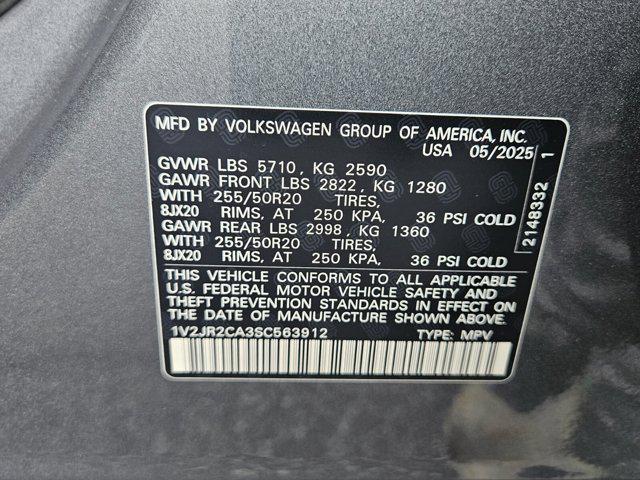 MFD BY VOLKSWAGEN GROUP OF AMERICA, INC.
USA 05/2025
GVWR LBS 5710, KG 2590
GAWR FRONT LBS 2822, KG 1280
WITH 255/50R20 TIRES,
8JX20 RIMS, AT 250 KPA, 36 PSI COLD
GAWR REAR LBS 2998, KG 1360
WITH 255/50R20 TIRES,
8JX20 RIMS, AT 250 KPA, 36 PSI COLD
THIS VEHICLE CONFORMS TO ALL APPLICABLE
U.S. FEDERAL MOTOR VEHICLE SAFETY AND
THEFT PREVENTION STANDARDS IN EFFECT ON
THE DATE OF MANUFACTURE SHOWN ABOVE.
1V2JR2CA3SC563912 TYPE: MPV
2148332 1